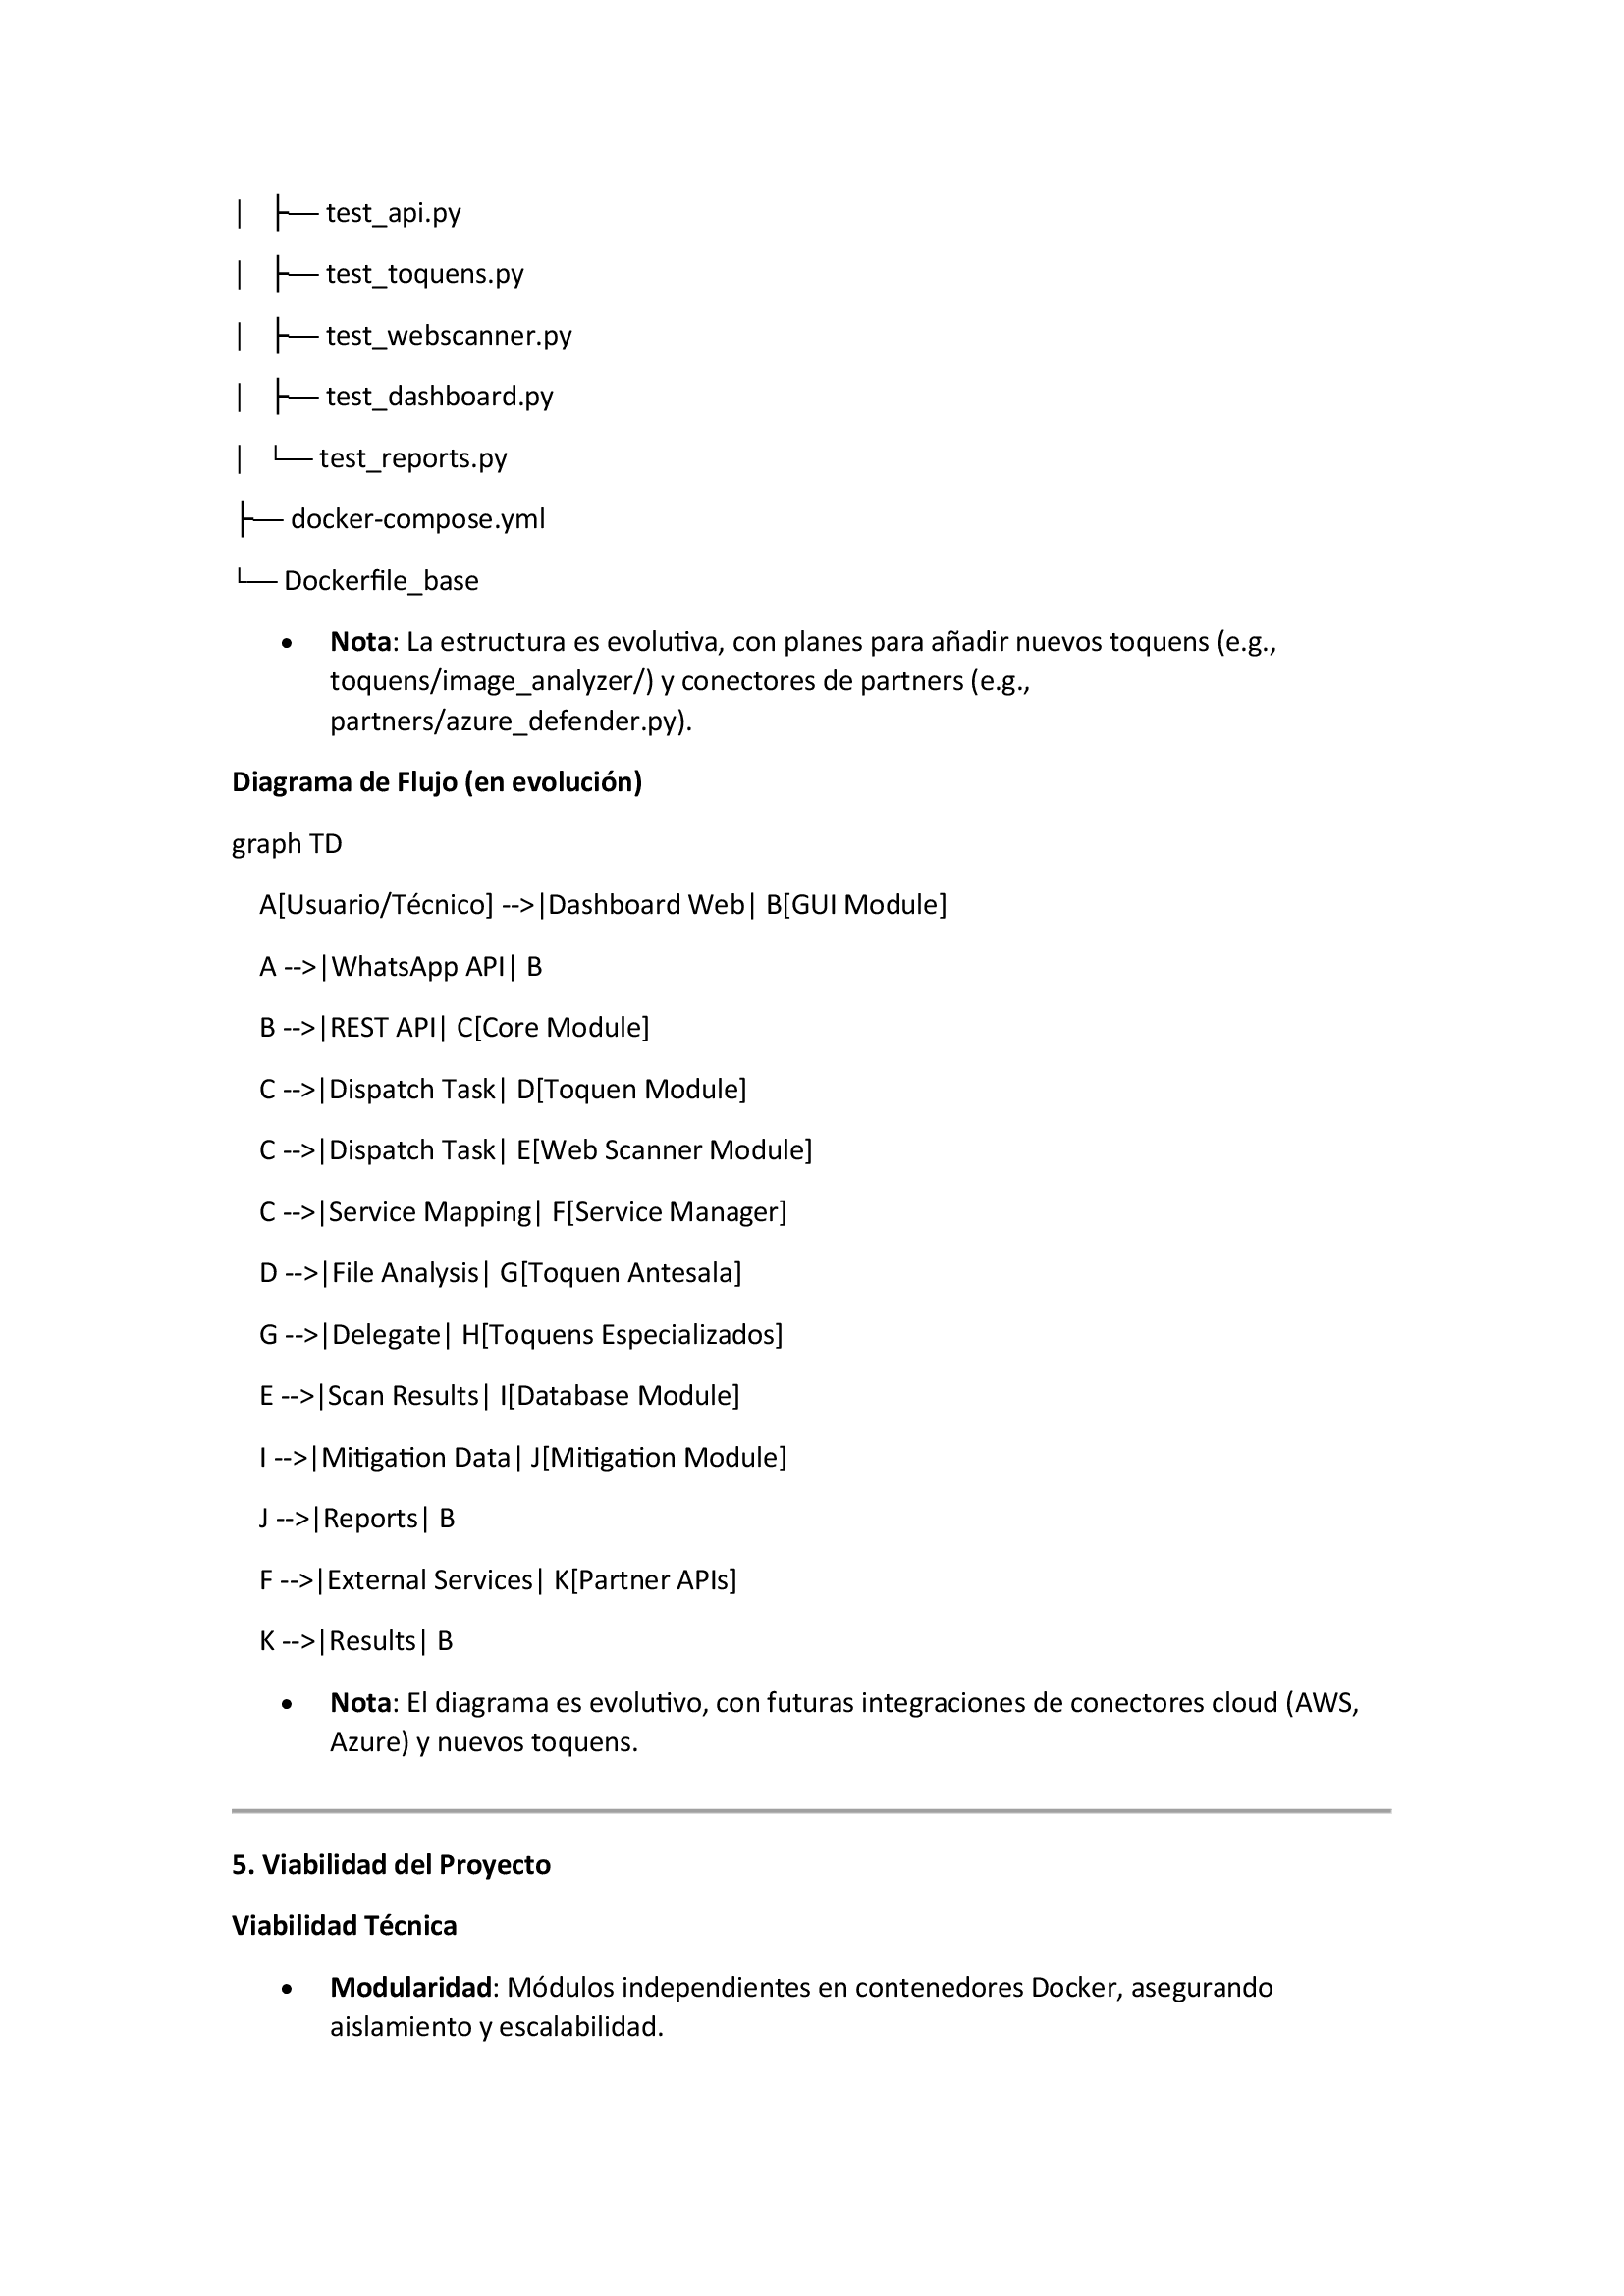 │   ├── test_api.py
│   ├── test_toquens.py
│   ├── test_webscanner.py
│   ├── test_dashboard.py
│   └── test_reports.py
├── docker-compose.yml
└── Dockerfile_base
• Nota: La estructura es evolutiva, con planes para añadir nuevos toquens (e.g.,
toquens/image_analyzer/) y conectores de partners (e.g.,
partners/azure_defender.py).
Diagrama de Flujo (en evolución)
graph TD
A[Usuario/Técnico] -->|Dashboard Web| B[GUI Module]
A -->|WhatsApp API| B
B -->|REST API| C[Core Module]
C -->|Dispatch Task| D[Toquen Module]
C -->|Dispatch Task| E[Web Scanner Module]
C -->|Service Mapping| F[Service Manager]
D -->|File Analysis| G[Toquen Antesala]
G -->|Delegate| H[Toquens Especializados]
E -->|Scan Results| I[Database Module]
I -->|Mitigation Data| J[Mitigation Module]
J -->|Reports| B
F -->|External Services| K[Partner APIs]
K -->|Results| B
• Nota: El diagrama es evolutivo, con futuras integraciones de conectores cloud (AWS,
Azure) y nuevos toquens.
5. Viabilidad del Proyecto
Viabilidad Técnica
• Modularidad: Módulos independientes en contenedores Docker, asegurando
aislamiento y escalabilidad.